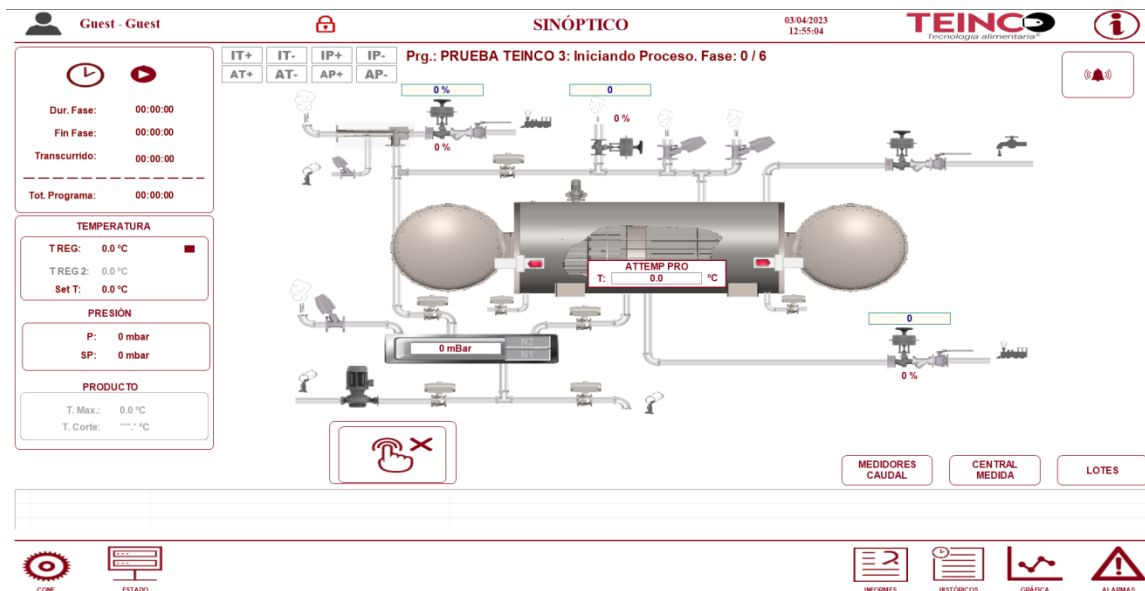 Guest - Guest
SINÓPTICO
03/04/2023
12:55:04
TEINCO
Tecnología alimentaria
IT+ IT- IP+ IP-
AT+ AT- AP+ AP-
Prg.: PRUEBA TEINCO 3: Iniciando Proceso. Fase: 0 / 6
Dur. Fase: 00:00:00
Fin Fase: 00:00:00
Transcurrido: 00:00:00
Tot. Programa: 00:00:00
TEMPERATURA
T REG: 0.0 ºC
T REG 2: 0.0 ºC
Set T: 0.0 ºC
PRESIÓN
P: 0 mbar
SP: 0 mbar
PRODUCTO
T. Max.: 0.0 ºC
T. Corte: ***.* ºC
0 %
0 %
0
0 %
ATTEMP PRO
T: 0.0 ºC
0 mBar
N2
N1
0
0 %
MEDIDORES
CAUDAL
CENTRAL
MEDIDA
LOTES
CONF.
ESTADO
INFORMES
HISTÓRICOS
GRÁFICA
ALARMAS